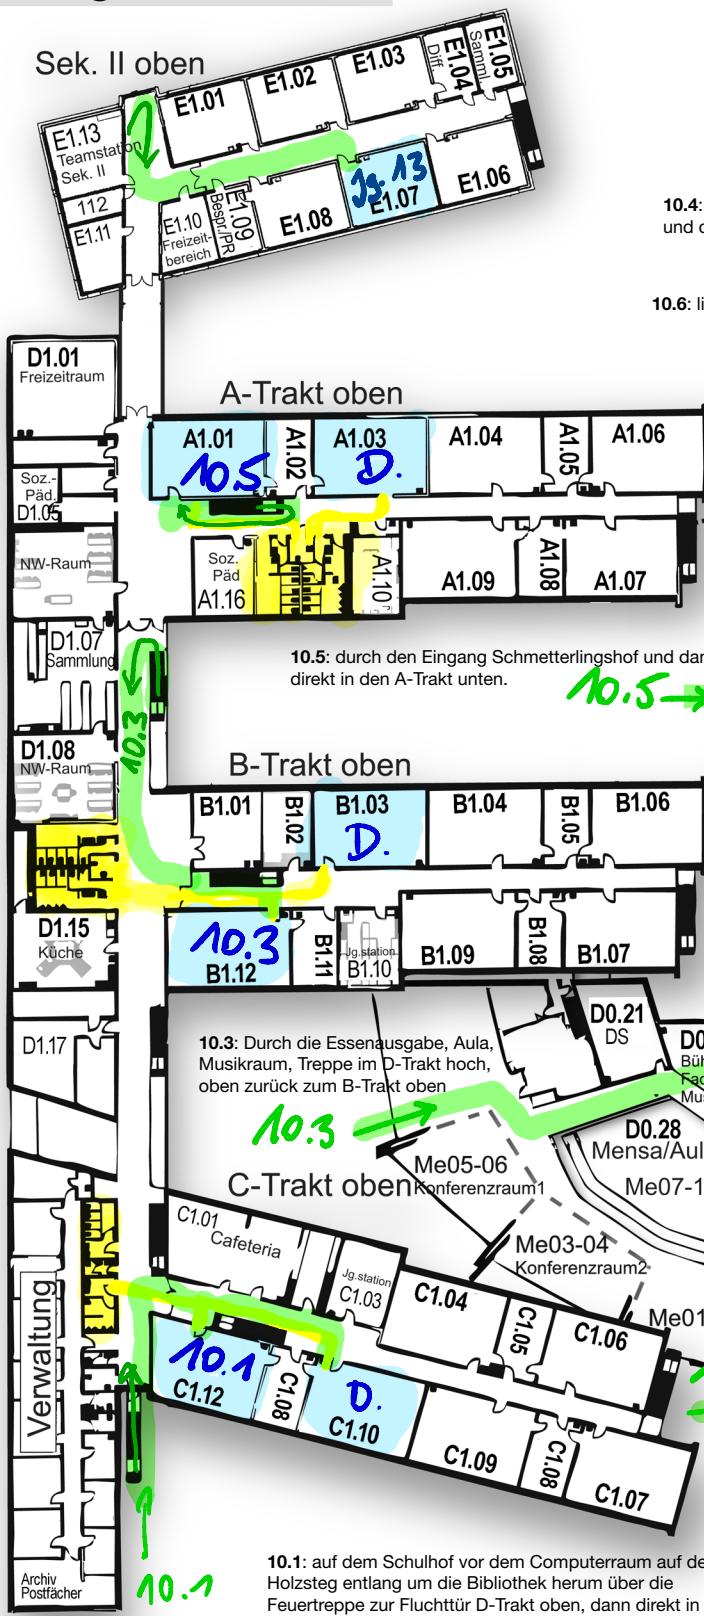 Sek. II oben
E1.01
E1.02
E1.03
E1.04
Diff
E1.05
Samml
E1.13
Teamstation
Sek. II
112
E1.11
E1.10
Freizeit-
bereich
E1.09
Bespr./PR
E1.08
Jg. 13
E1.07
E1.06
10.4:
10.6:
D1.01
Freizeitraum
A-Trakt oben
A1.01
10.5
A1.02
A1.03
D.
A1.04
A1.05
A1.06
Soz.-
Päd.
D1.05
NW-Raum
Soz.
Päd
A1.16
A1.10
A1.09
A1.08
A1.07
D1.07
Sammlung
10.5: durch den Eingang Schmetterlingshof und
direkt in den A-Trakt unten.
10.5
10.3
D1.08
NW-Raum
B-Trakt oben
B1.01
B1.02
B1.03
D.
B1.04
B1.05
B1.06
D1.15
Küche
10.3
B1.12
B1.11
Jg.station
B1.10
B1.09
B1.08
B1.07
D1.17
10.3: Durch die Essenausgabe, Aula,
Musikraum, Treppe im D-Trakt hoch,
oben zurück zum B-Trakt oben
D0.21
DS
10.3
D0.28
Me05-06
Konferenzraum1
C-Trakt oben
Me03-04
Konferenzraum2
C1.01
Cafeteria
Jg.station
C1.03
C1.04
C1.05
C1.06
Verwaltung
10.1
C1.12
C1.08
D.
C1.10
C1.09
C1.08
C1.07
10.1
Archiv
Postfächer
10.1: auf dem Schulhof vor dem Computerraum auf
Holzsteg entlang um die Bibliothek herum über die
Feuertreppe zur Fluchttür D-Trakt oben, dann direkt in